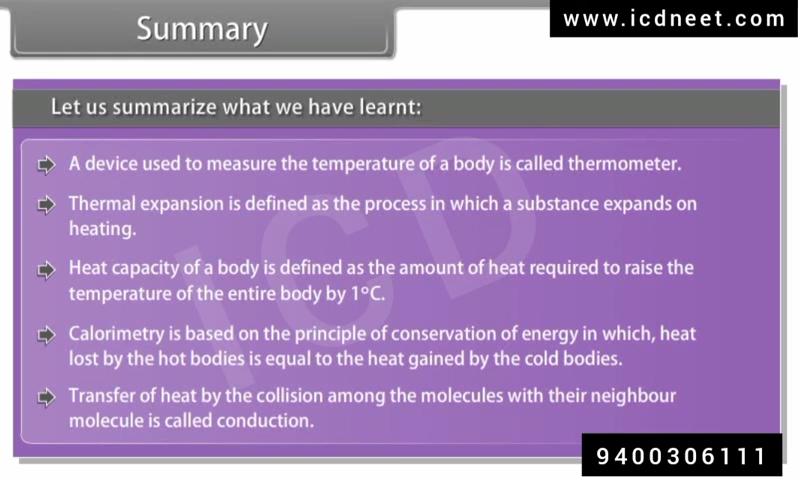 Summary
www.icdneet.com
Let us summarize what we have learnt:
A device used to measure the temperature of a body is called thermometer.
Thermal expansion is defined as the process in which a substance expands on
heating.
Heat capacity of a body is defined as the amount of heat required to raise the
temperature of the entire body by 1°C.
Calorimetry is based on the principle of conservation of energy in which, heat
lost by the hot bodies is equal to the heat gained by the cold bodies.
Transfer of heat by the collision among the molecules with their neighbour
molecule is called conduction.
ICD
9400306111